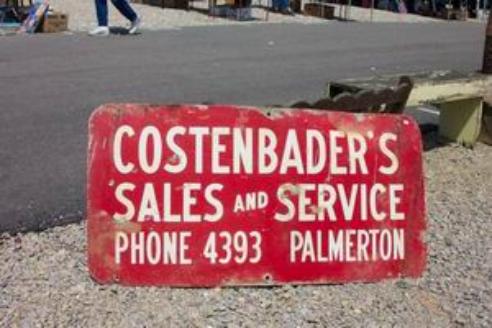 COSTENBADER'S
SALES AND SERVICE
PHONE 4393 PALMERTON